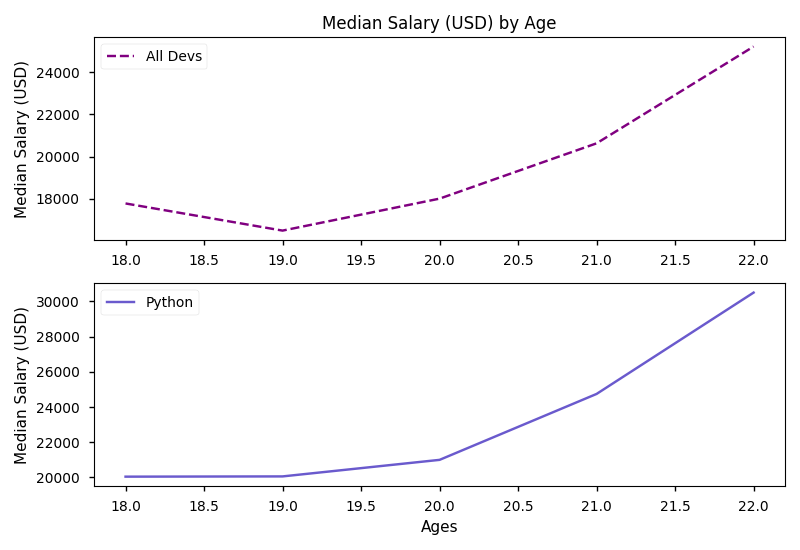 Median Salary (USD) by Age
All Devs
Median Salary (USD)
24000
22000
20000
18000
18.0 18.5 19.0 19.5 20.0 20.5 21.0 21.5 22.0
Python
Median Salary (USD)
30000
28000
26000
24000
22000
20000
18.0 18.5 19.0 19.5 20.0 20.5 21.0 21.5 22.0
Ages